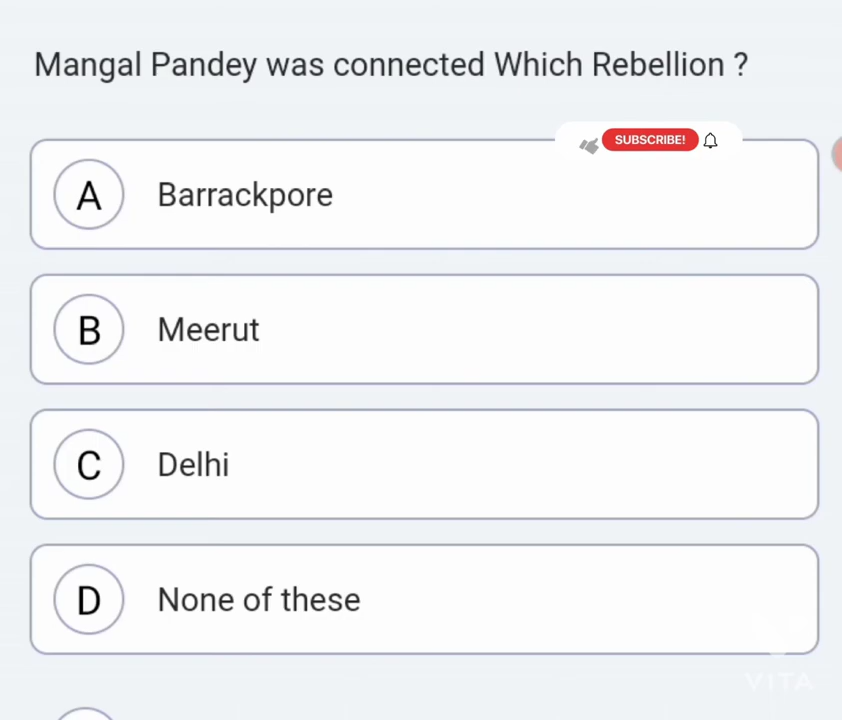 Mangal Pandey was connected Which Rebellion ?
SUBSCRIBE!
A Barrackpore
B Meerut
C Delhi
D None of these
VITA